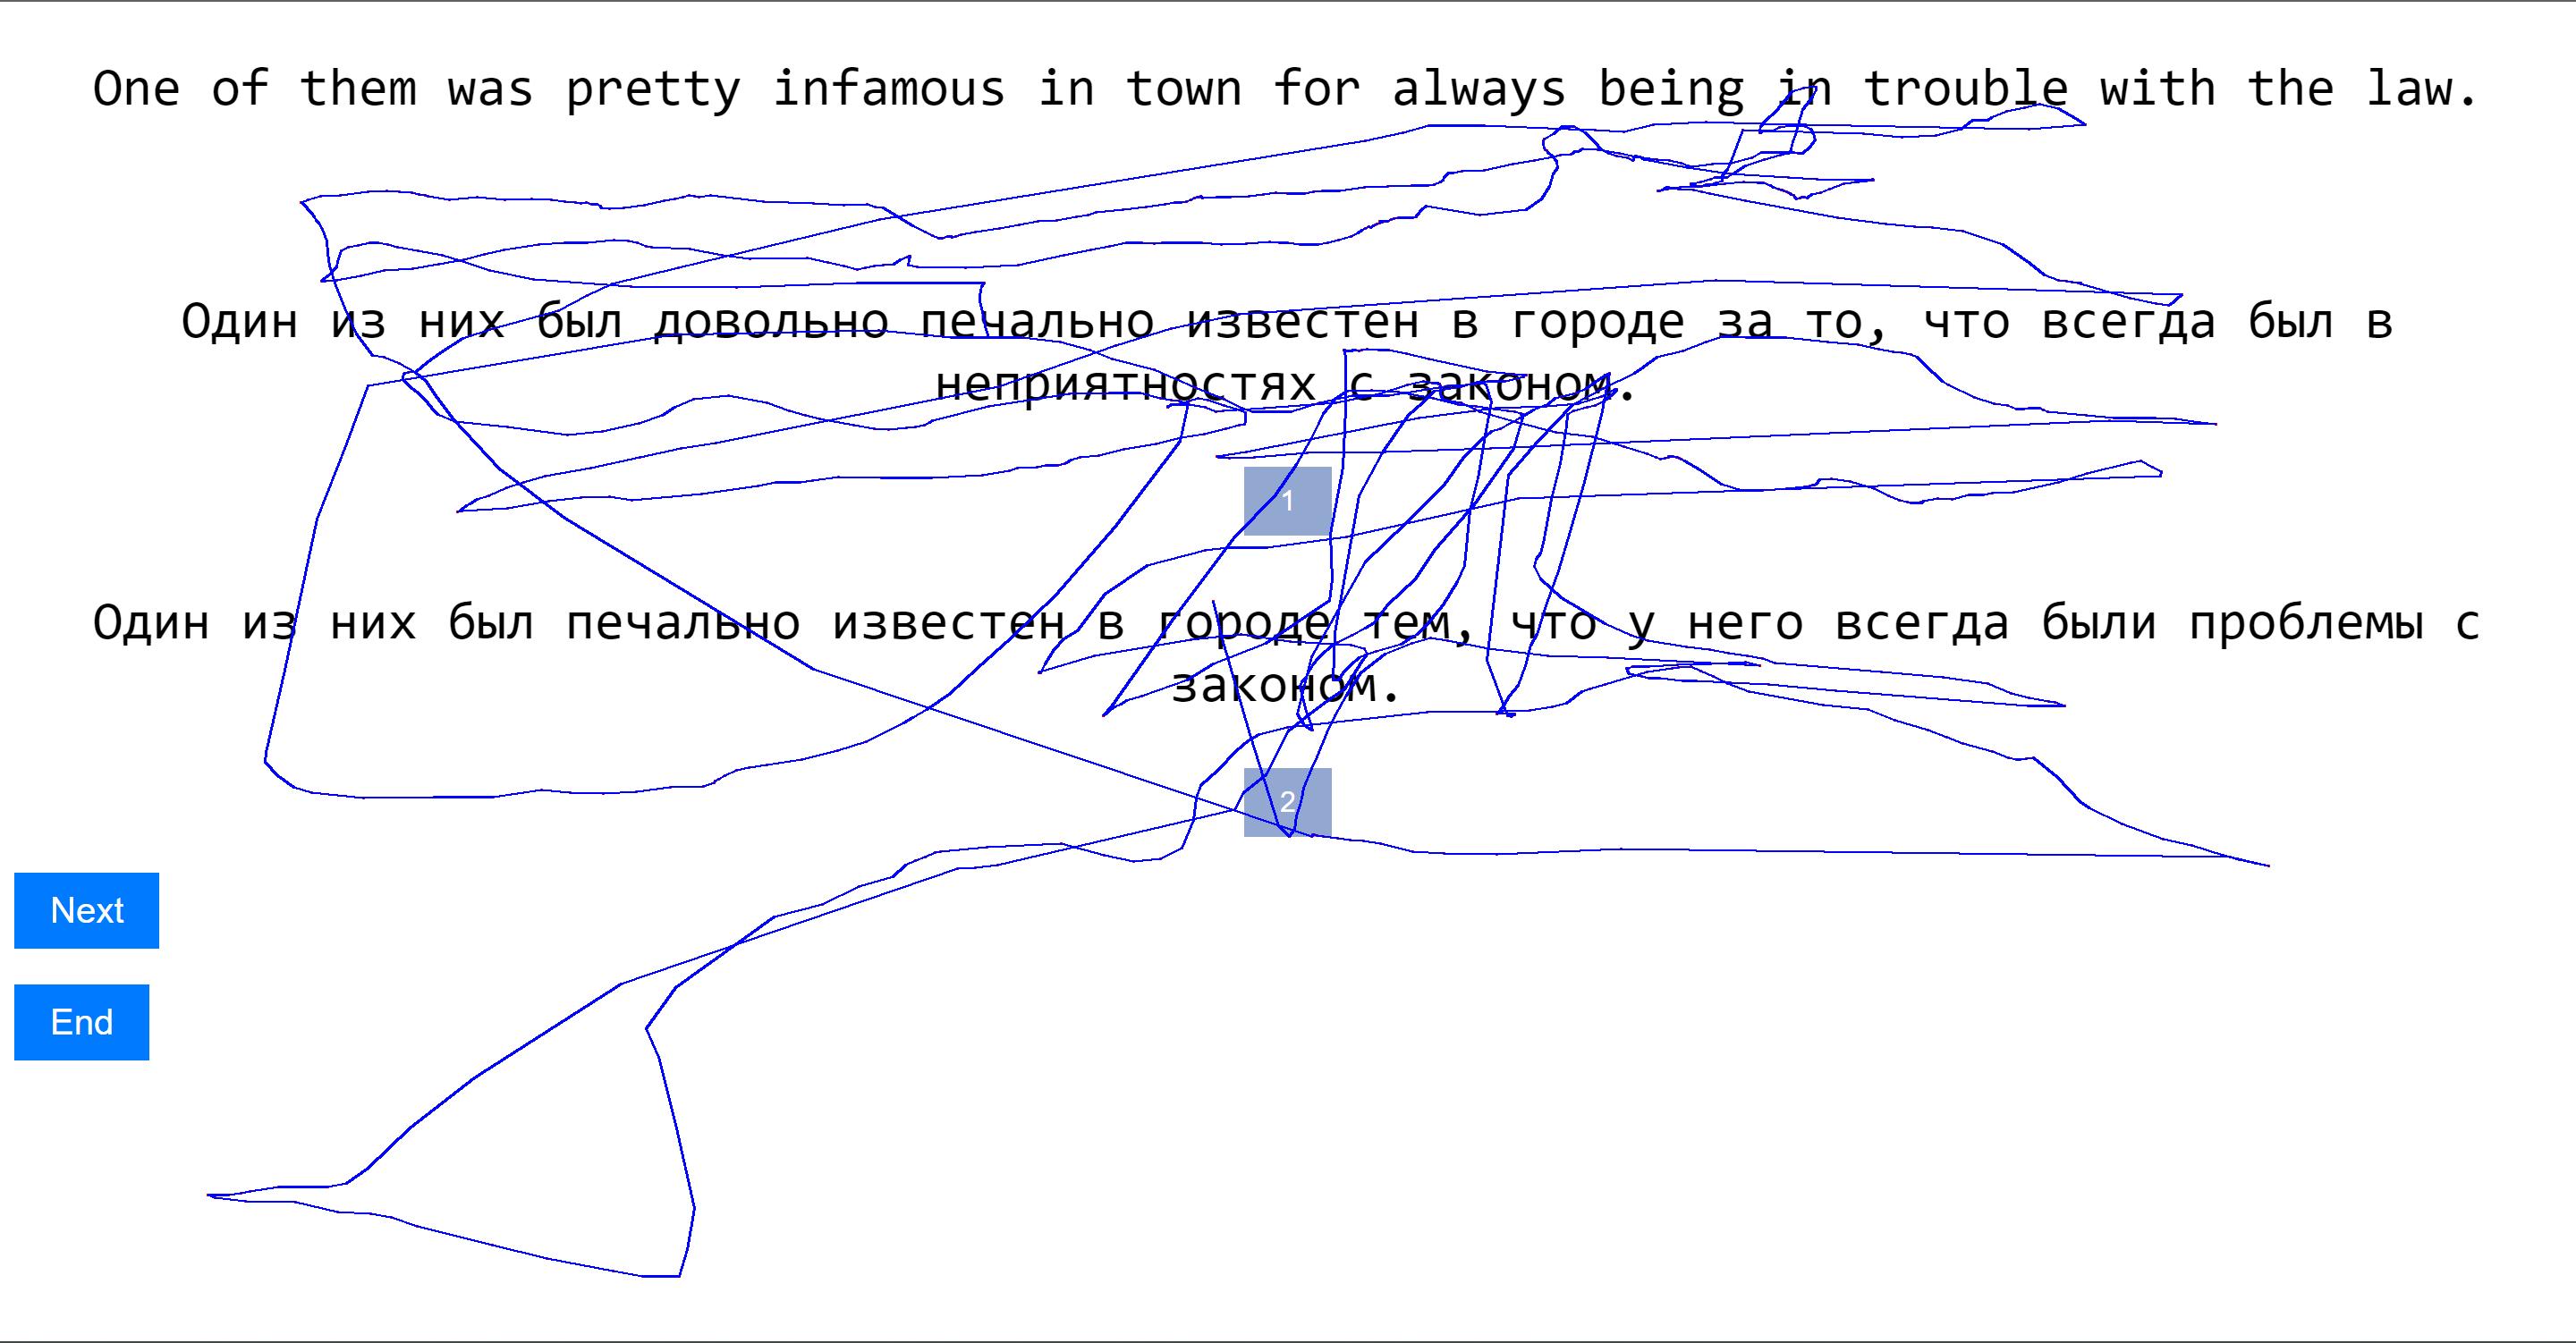 One of them was pretty infamous in town for always being in trouble with the law.
Один из них был довольно печально известен в городе за то, что всегда был в
неприятностях с законом.
1
Один из них был печально известен в городе тем, что у него всегда были проблемы с
законом.
2
Next
End